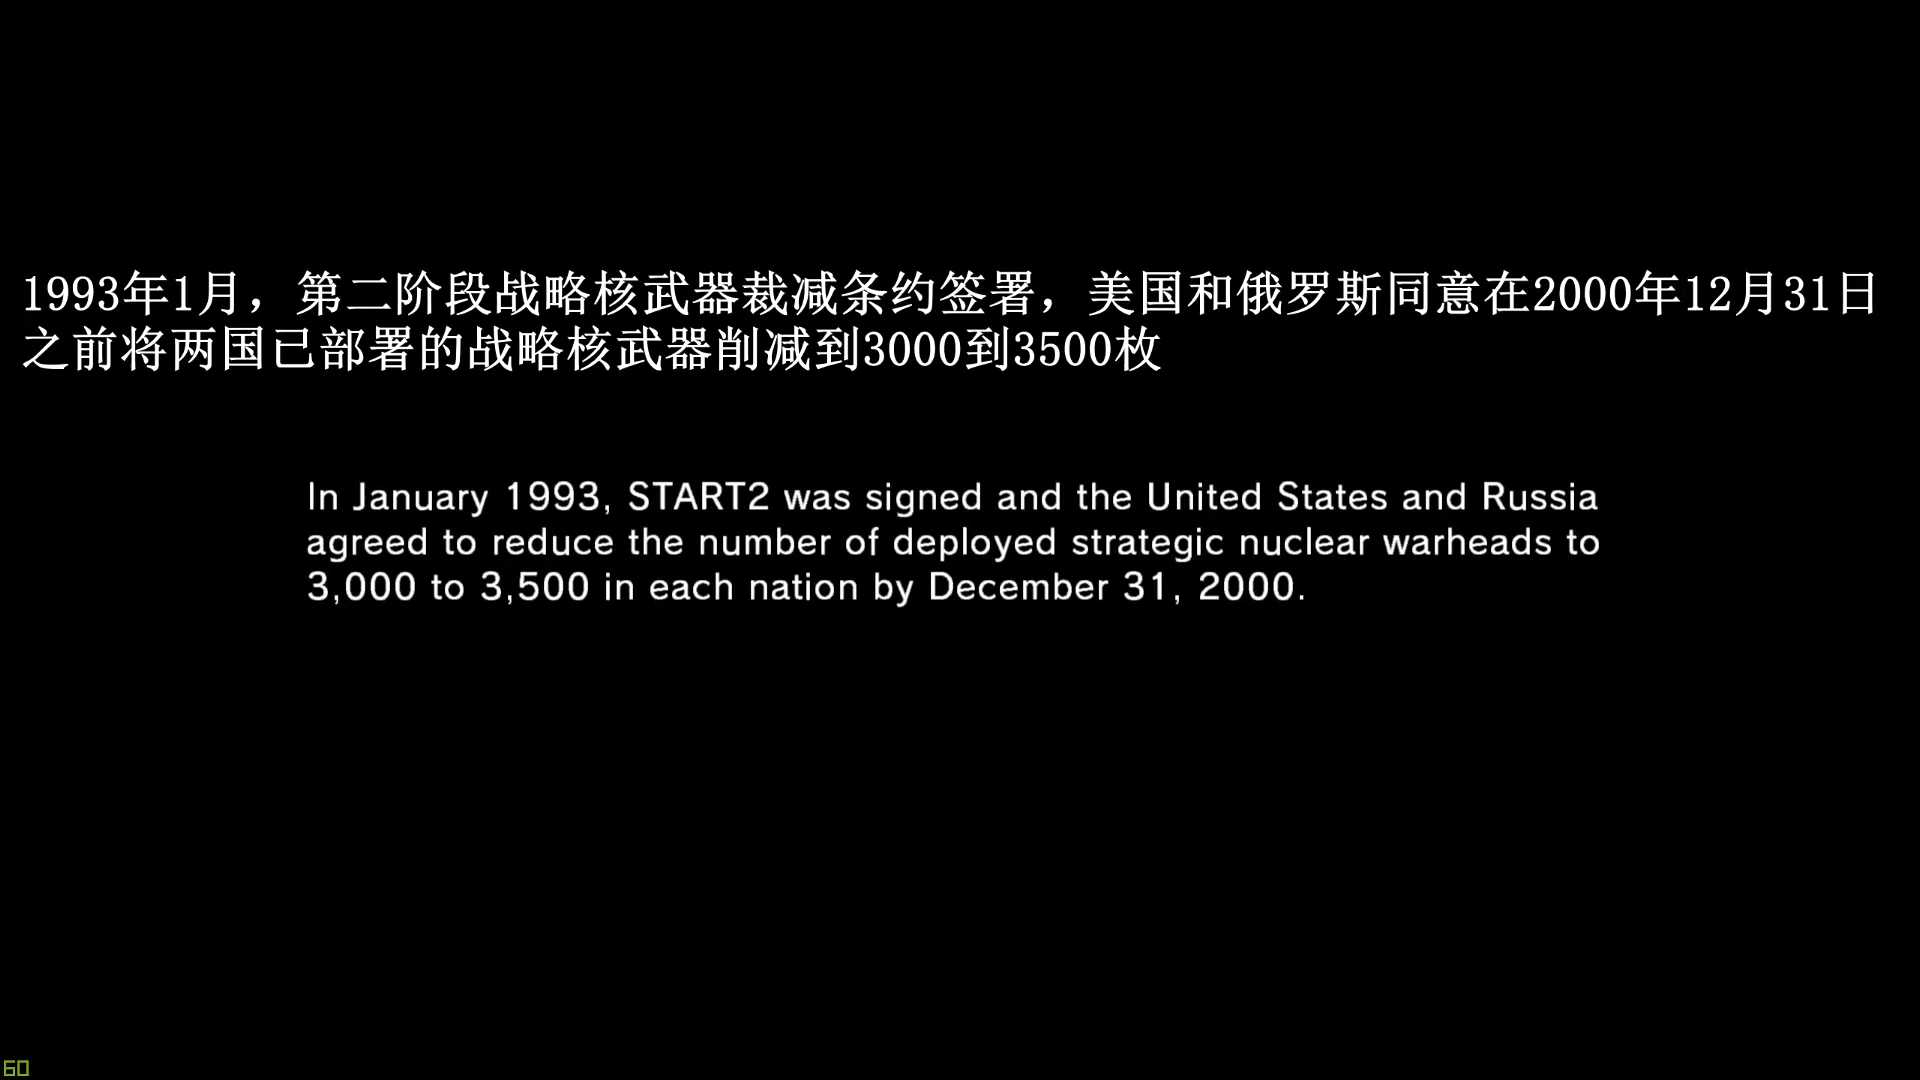 1993年1月，第二阶段战略核武器裁减条约签署，美国和俄罗斯同意在2000年12月31日
之前将两国已部署的战略核武器削减到3000到3500枚
In January 1993, START2 was signed and the United States and Russia
agreed to reduce the number of deployed strategic nuclear warheads to
3,000 to 3,500 in each nation by December 31, 2000.
60